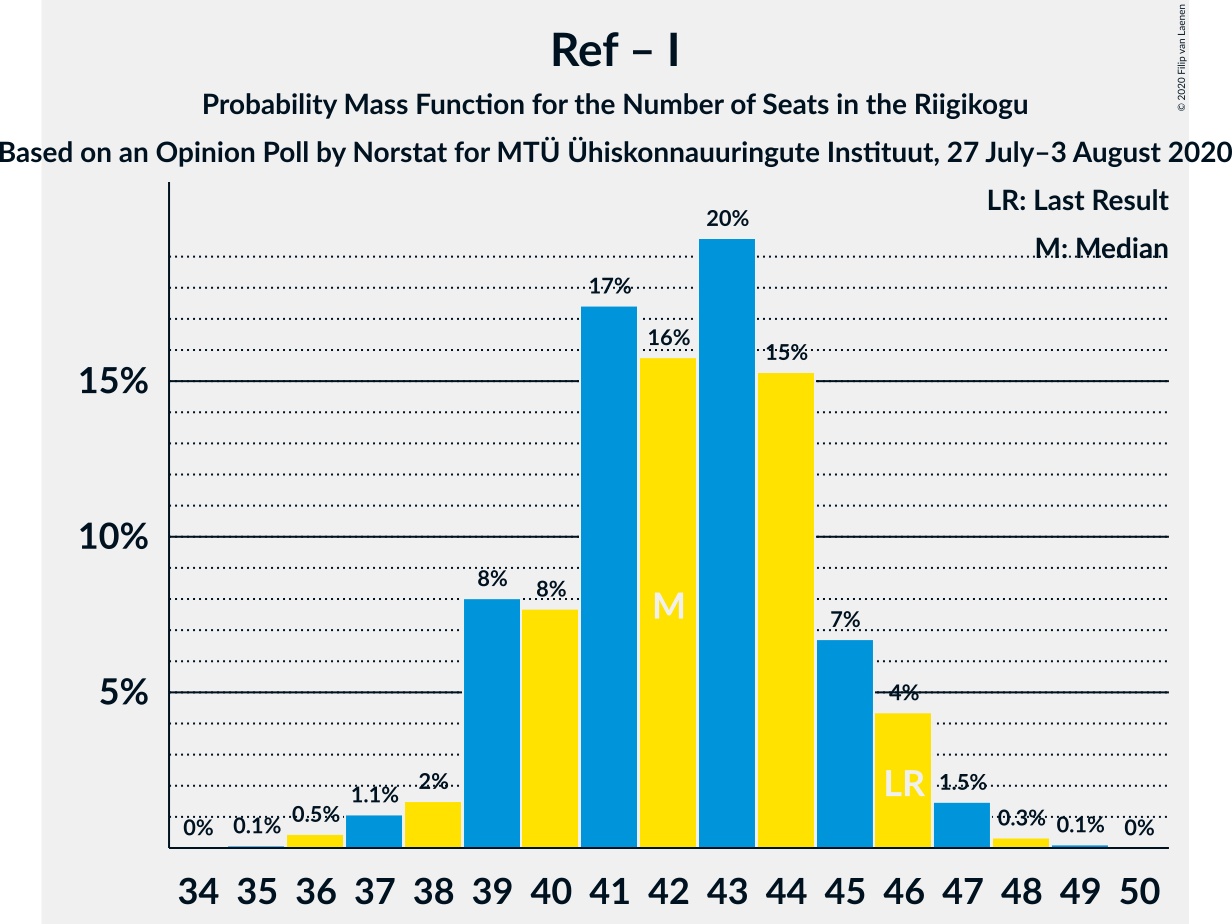 Ref – I
Probability Mass Function for the Number of Seats in the Riigikogu
Based on an Opinion Poll by Norstat for MTÜ Ühiskonnauuringute Instituut, 27 July–3 August 2020
© 2020 Filip van Laenen
LR: Last Result
M: Median
15%
10%
5%
0%
0.1%
0.5%
1.1%
2%
8%
8%
17%
16%
20%
15%
7%
4%
1.5%
0.3%
0.1%
0%
M
LR
34 35 36 37 38 39 40 41 42 43 44 45 46 47 48 49 50